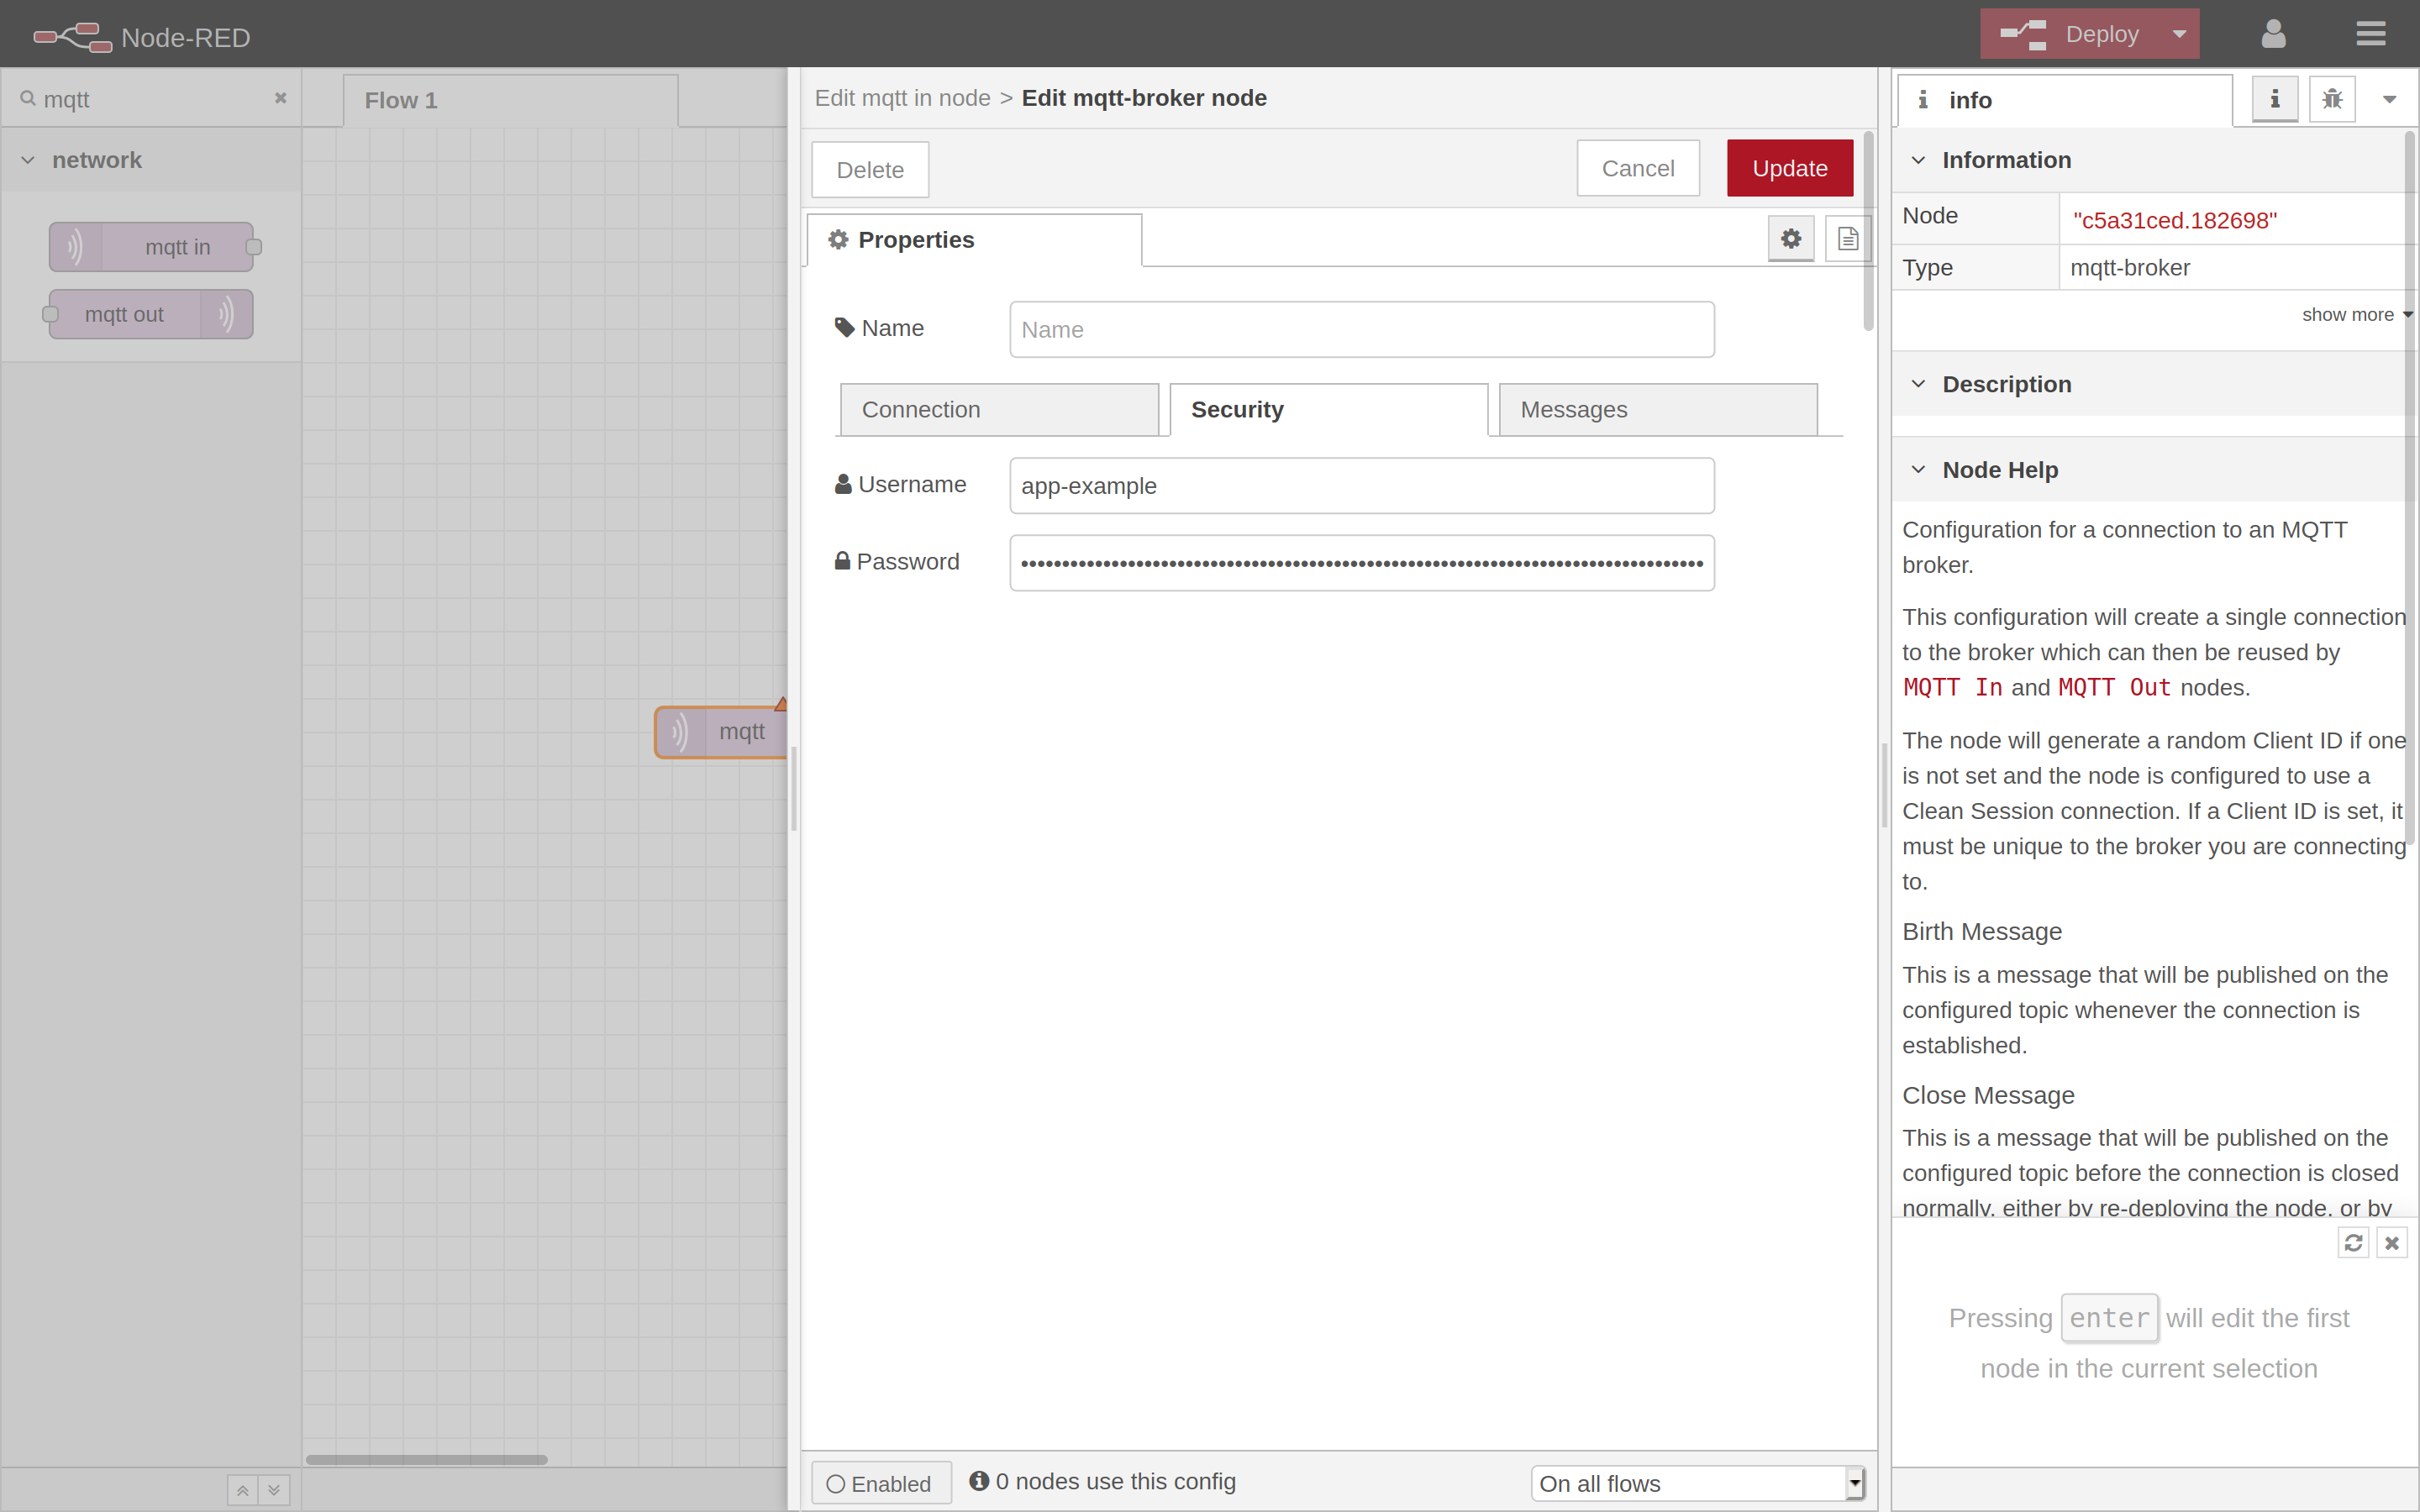 Node-RED
Deploy
mqtt
network
mqtt in
mqtt out
Flow 1
mqtt
Edit mqtt in node > Edit mqtt-broker node
Delete
Cancel
Update
Properties
Name
Name
Connection
Security
Messages
Username
app-example
Password
••••••••••••••••••••••••••••••••••••••••••••••••••••••••••••••••••••••••••••••••••••
Enabled
0 nodes use this config
On all flows
info
Information
Node
"c5a31ced.182698"
Type
mqtt-broker
show more
Description
Node Help
Configuration for a connection to an MQTT
broker.
This configuration will create a single connection
to the broker which can then be reused by
MQTT In and MQTT Out nodes.
The node will generate a random Client ID if one
is not set and the node is configured to use a
Clean Session connection. If a Client ID is set, it
must be unique to the broker you are connecting
to.
Birth Message
This is a message that will be published on the
configured topic whenever the connection is
established.
Close Message
This is a message that will be published on the
configured topic before the connection is closed
normally, either by re-deploying the node, or by
Pressing enter will edit the first
node in the current selection